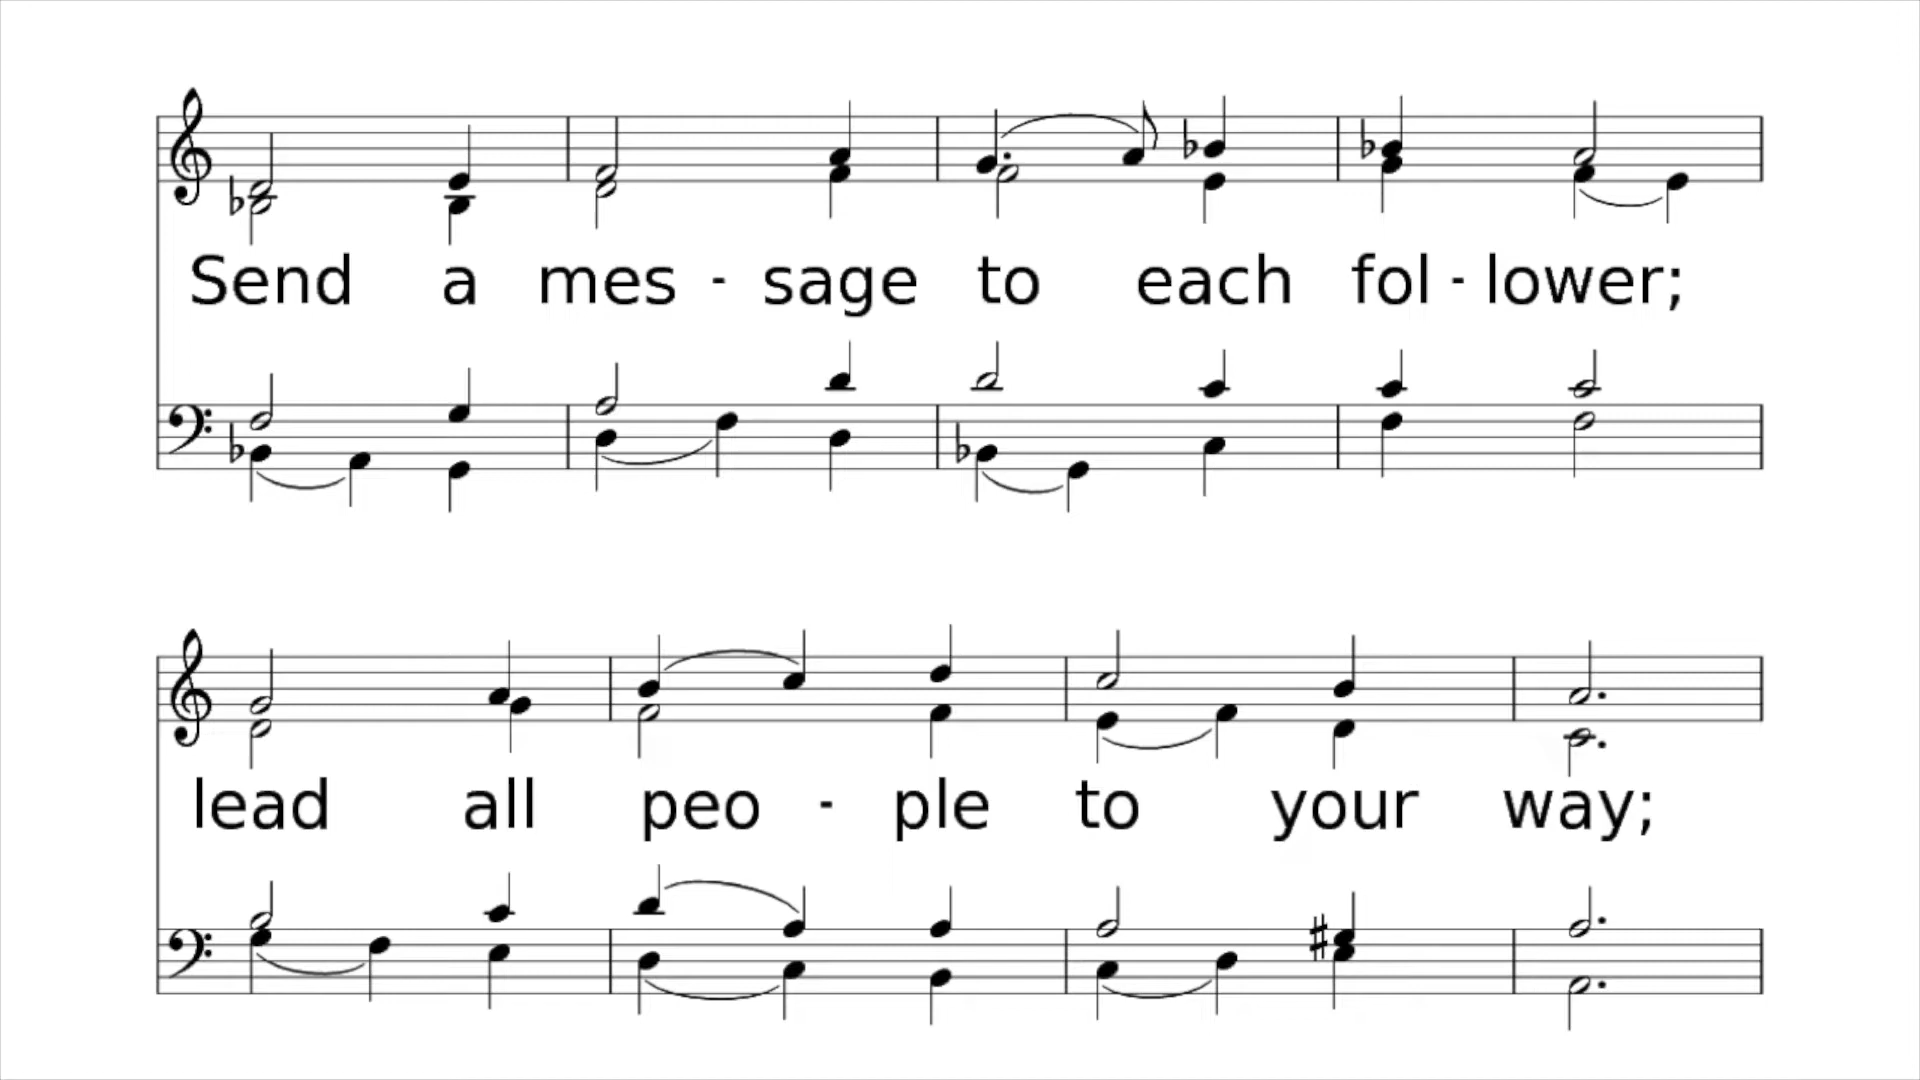 Send a mes - sage to each fol - lower;
lead all peo - ple to your way;